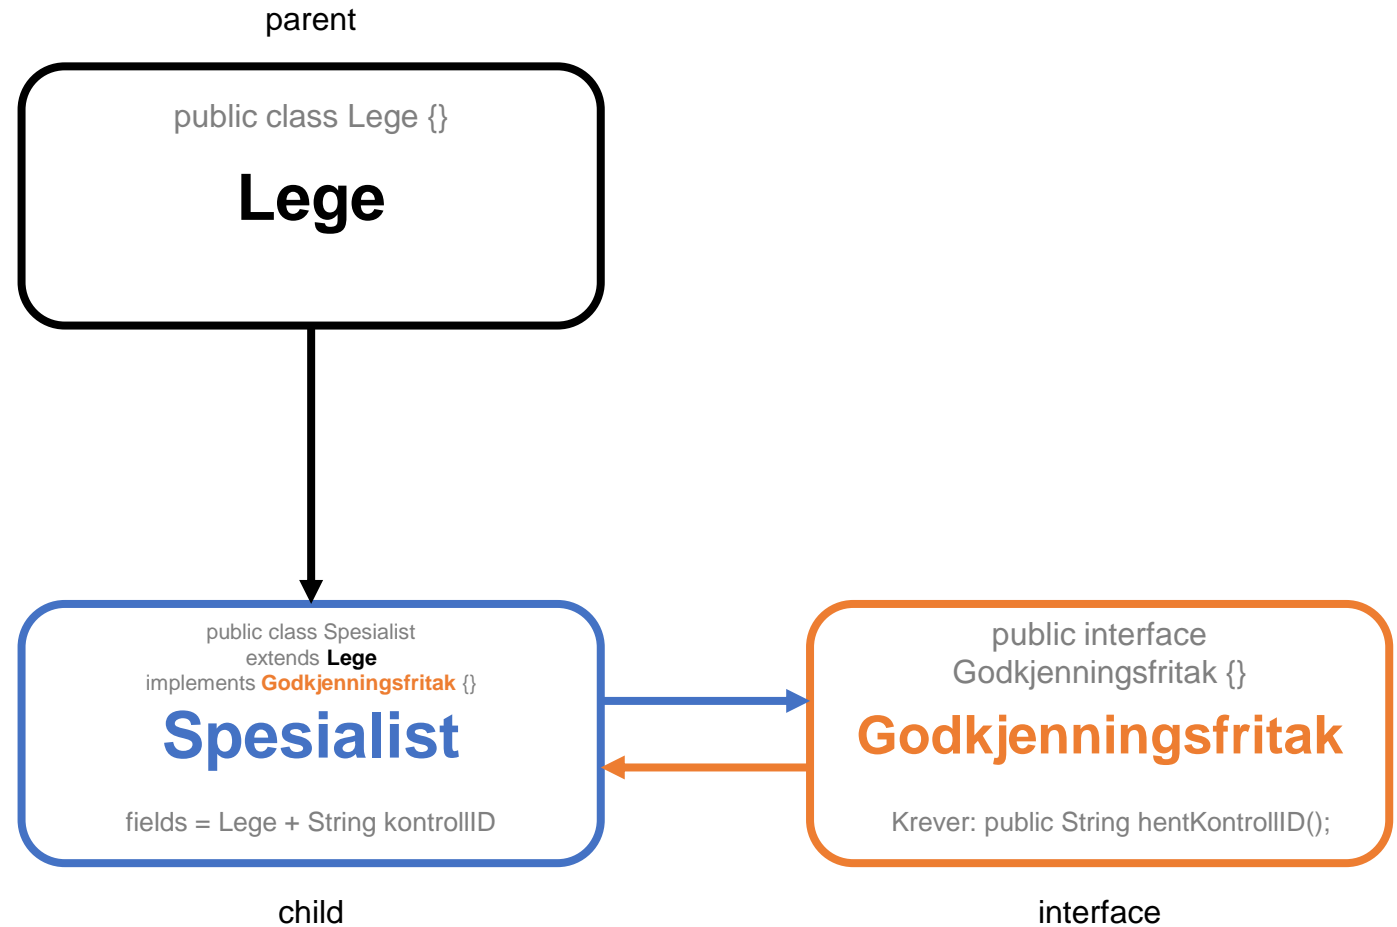 parent
public class Lege {}
Lege
public class Spesialist
extends Lege
implements Godkjenningsfritak {}
Spesialist
fields = Lege + String kontrollID
child
public interface
Godkjenningsfritak {}
Godkjenningsfritak
Krever: public String hentKontrollID();
interface